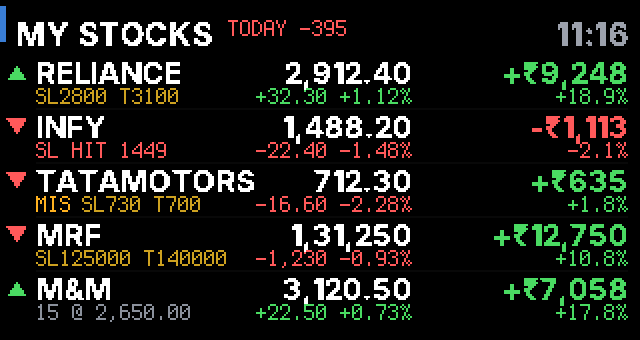 MY STOCKS TODAY -395 11:16
▲ RELIANCE 2,912.40 +₹9,248
SL2800 T3100 +32.30 +1.12% +18.9%
▼ INFY 1,488.20 -₹1,113
SL HIT 1449 -22.40 -1.48% -2.1%
▼ TATAMOTORS 712.30 +₹635
MIS SL730 T700 -16.60 -2.28% +1.8%
▼ MRF 1,31,250 +₹12,750
SL125000 T140000 -1,230 -0.93% +10.8%
▲ M&M 3,120.50 +₹7,058
15 @ 2,650.00 +22.50 +0.73% +17.8%